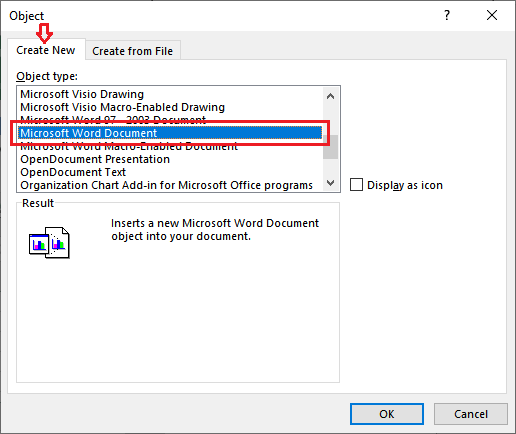 Object
?
Create New
Create from File
Object type:
Microsoft Visio Drawing
Microsoft Visio Macro-Enabled Drawing
Microsoft Word 97 - 2003 Document
Microsoft Word Document
Microsoft Word Macro-Enabled Document
OpenDocument Presentation
OpenDocument Text
Organization Chart Add-in for Microsoft Office programs
Display as icon
Result
Inserts a new Microsoft Word Document
object into your document.
OK
Cancel